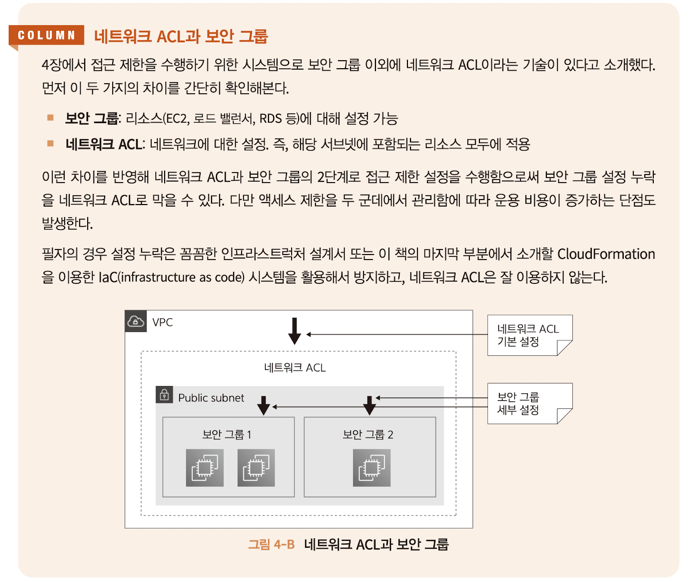 COLUMN 네트워크 ACL과 보안 그룹
4장에서 접근 제한을 수행하기 위한 시스템으로 보안 그룹 이외에 네트워크 ACL이라는 기술이 있다고 소개했다.
먼저 이 두 가지의 차이를 간단히 확인해본다.
■ 보안 그룹: 리소스(EC2, 로드 밸런서, RDS 등)에 대해 설정 가능
■ 네트워크 ACL: 네트워크에 대한 설정. 즉, 해당 서브넷에 포함되는 리소스 모두에 적용
이런 차이를 반영해 네트워크 ACL과 보안 그룹의 2단계로 접근 제한 설정을 수행함으로써 보안 그룹 설정 누락
을 네트워크 ACL로 막을 수 있다. 다만 액세스 제한을 두 군데에서 관리함에 따라 운용 비용이 증가하는 단점도
발생한다.
필자의 경우 설정 누락은 꼼꼼한 인프라스트럭처 설계서 또는 이 책의 마지막 부분에서 소개할 CloudFormation
을 이용한 IaC(infrastructure as code) 시스템을 활용해서 방지하고, 네트워크 ACL은 잘 이용하지 않는다.
VPC
네트워크 ACL
기본 설정
네트워크 ACL
Public subnet
보안 그룹
세부 설정
보안 그룹 1
보안 그룹 2
그림 4-B 네트워크 ACL과 보안 그룹